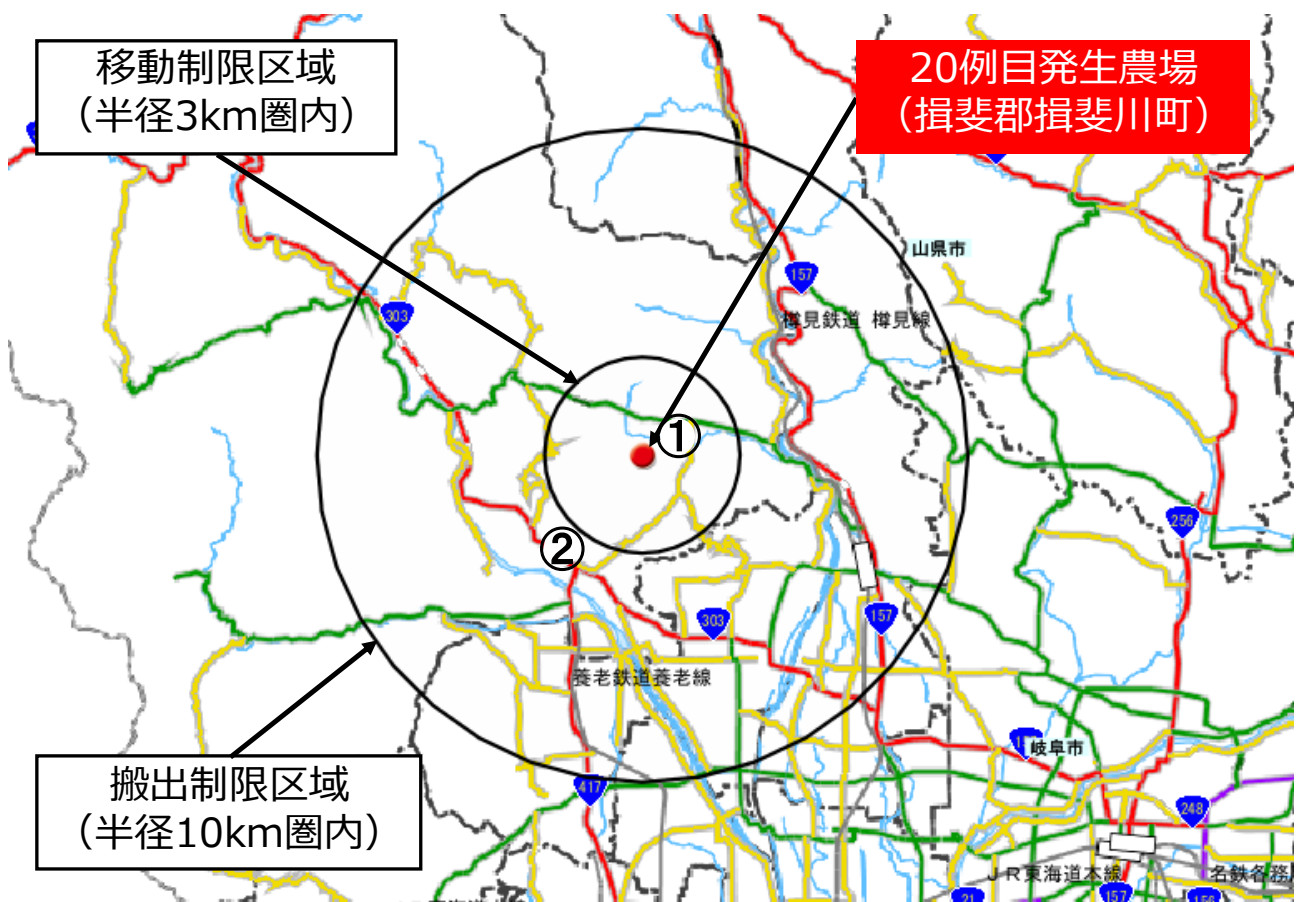 移動制限区域
（半径3km圏内）
20例目発生農場
（揖斐郡揖斐川町）
山県市
157
303
樽見鉄道 樽見線
①
256
②
303
157
養老鉄道養老線
岐阜市
搬出制限区域
（半径10km圏内）
417
248
ＪＲ東海道本線
名鉄各務
21
157
156